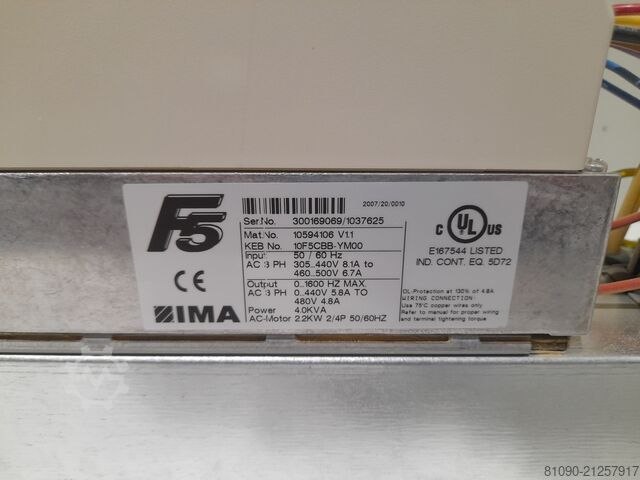 F5
2007/20/0010
Ser.No. 300169069/1037625
Mat.No. 10594106 V1.1
KEB No. 10F5CBB-YM00
Input 50 / 60 Hz
AC 3 PH 305..440V 8.1A to
460..500V 6.7A
Output 0..1600 HZ MAX.
AC 3 PH 0..440V 5.8A TO
480V 4.8A
Power 4.0KVA
AC-Motor 2.2KW 2/4P 50/60HZ
CE
IMA
C UL US
E167544 LISTED
IND. CONT. EQ. 5D72
OL-Protection at 130% of 4.8A
WIRING CONNECTION:
Use 75°C copper wires only
Refer to manual for proper wiring
and terminal tightening torque
81090-21257917